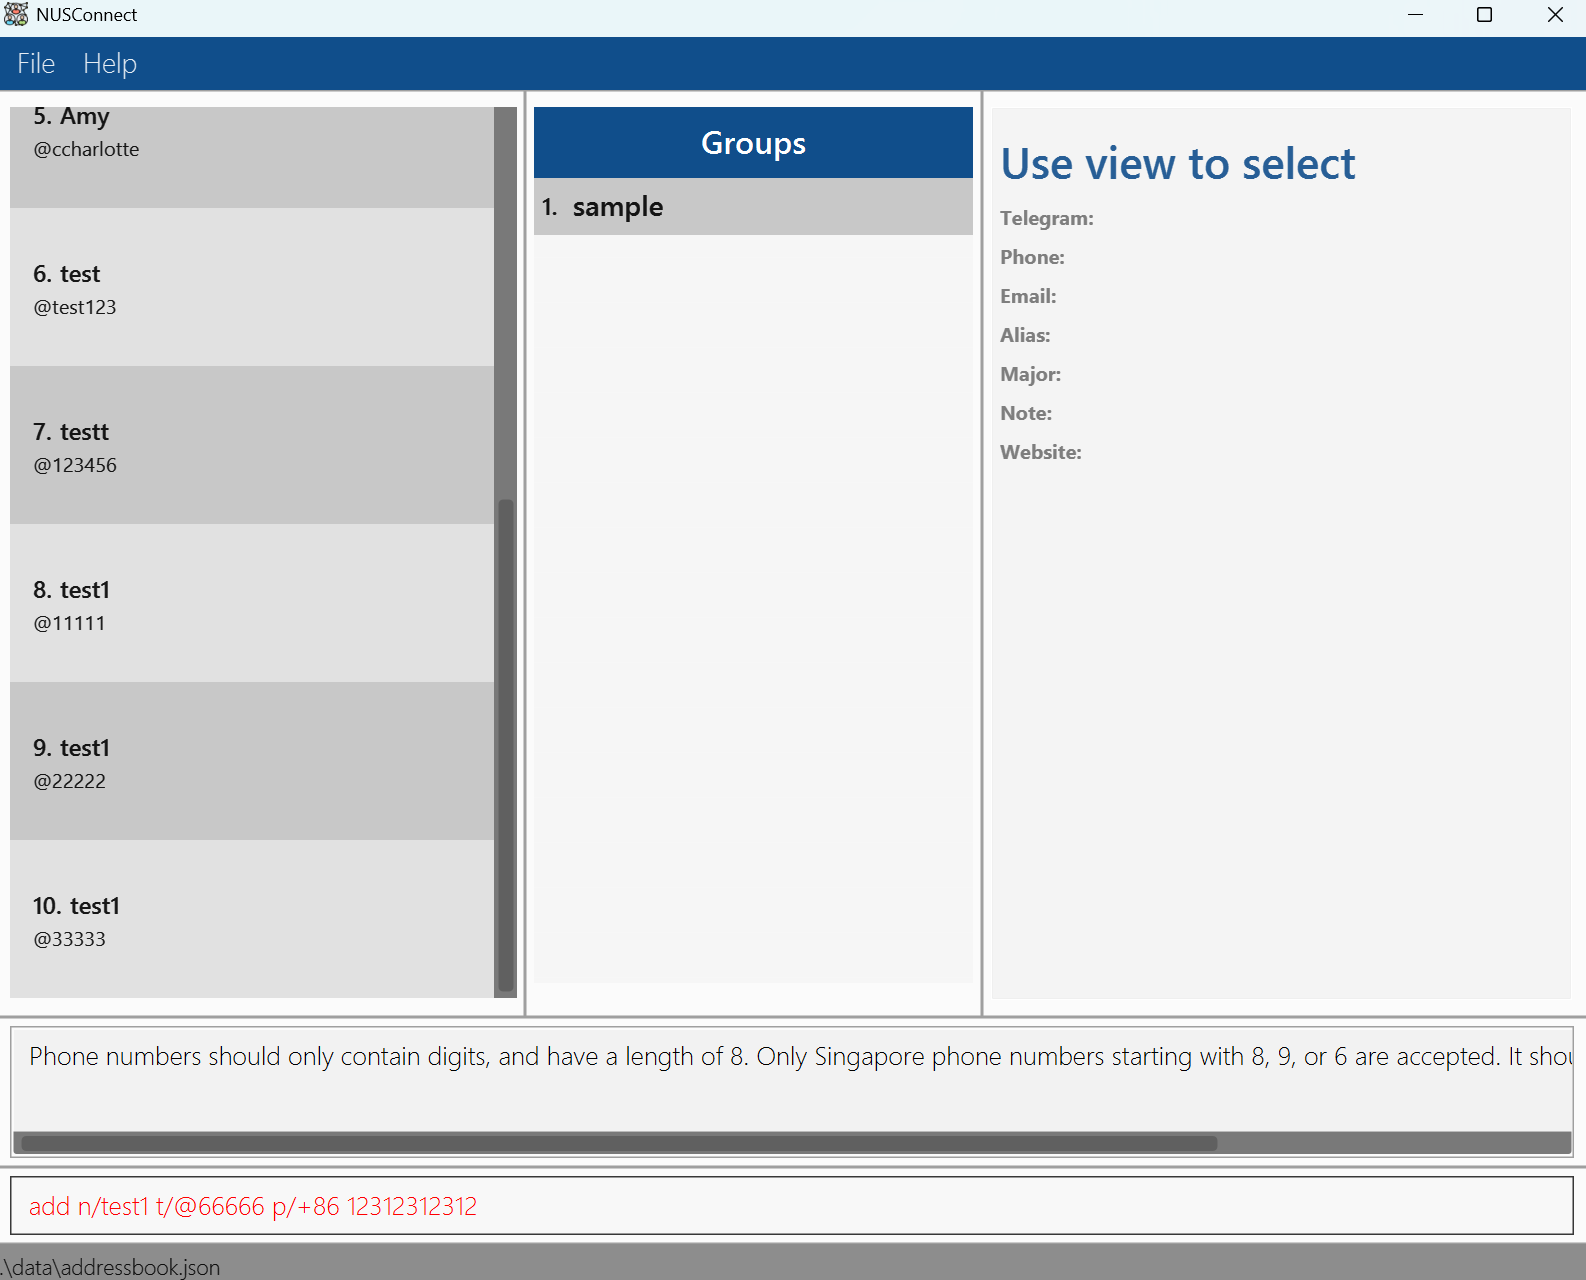 NUSConnect
File Help
5. Amy
@ccharlotte
6. test
@test123
7. testt
@123456
8. test1
@11111
9. test1
@22222
10. test1
@33333
Groups
1. sample
Use view to select
Telegram:
Phone:
Email:
Alias:
Major:
Note:
Website:
Phone numbers should only contain digits, and have a length of 8. Only Singapore phone numbers starting with 8, 9, or 6 are accepted. It
add n/test1 t/@66666 p/+86 12312312312
.\data\addressbook.json